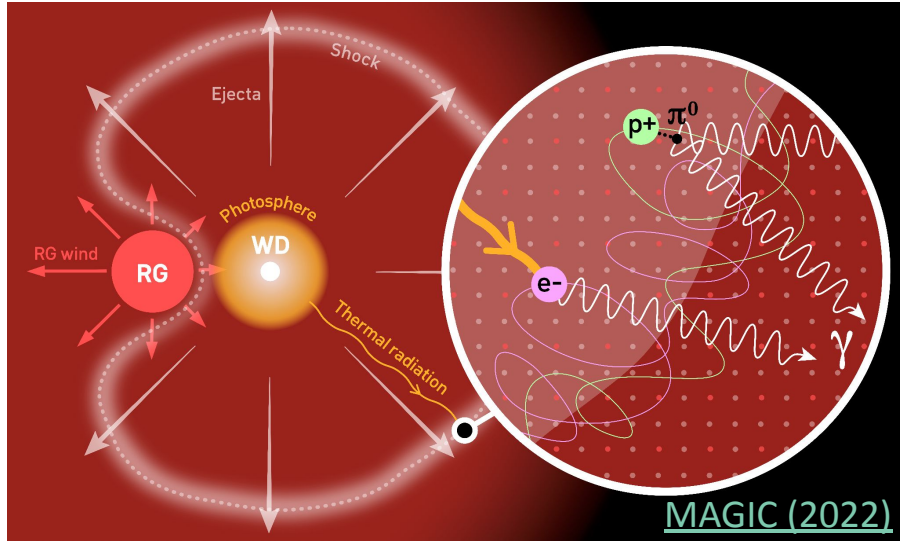 Shock
Ejecta
p+
π⁰
Photosphere
WD
RG wind
RG
e-
Thermal radiation
γ
MAGIC (2022)